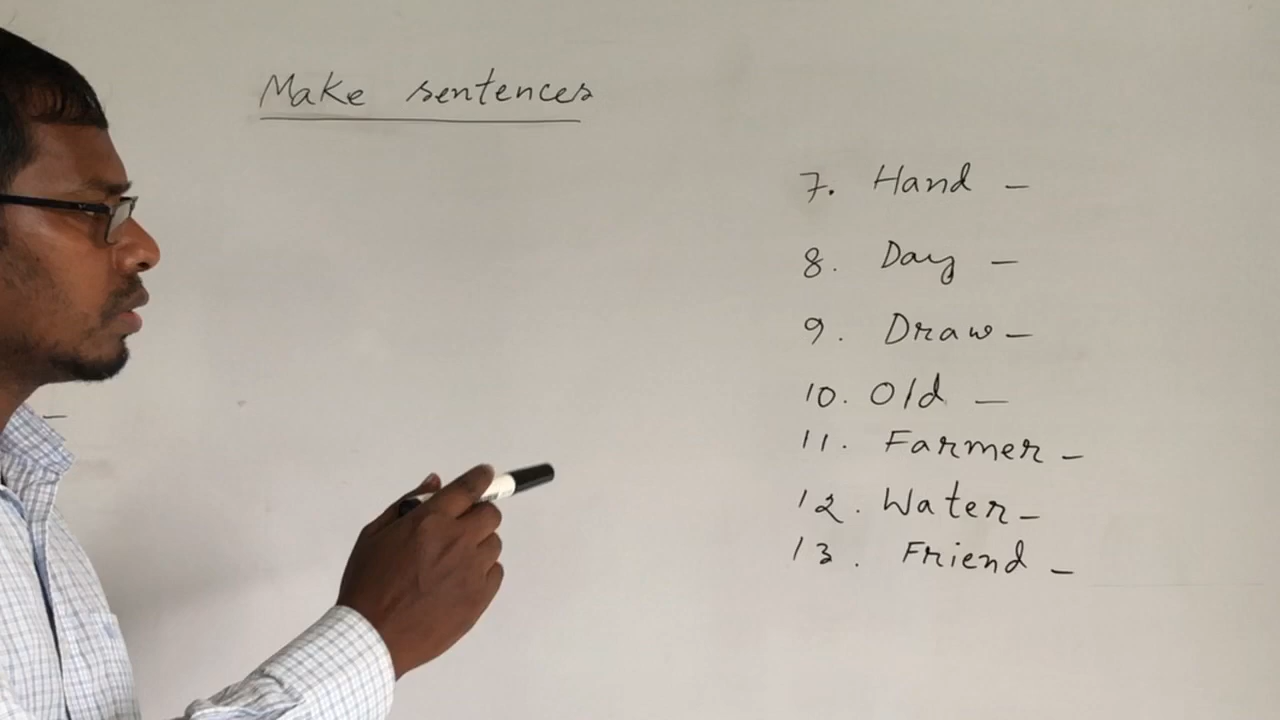 Make sentences
7. Hand -
8. Day -
9. Draw -
10. Old -
11. Farmer -
12. Water -
13. Friend -